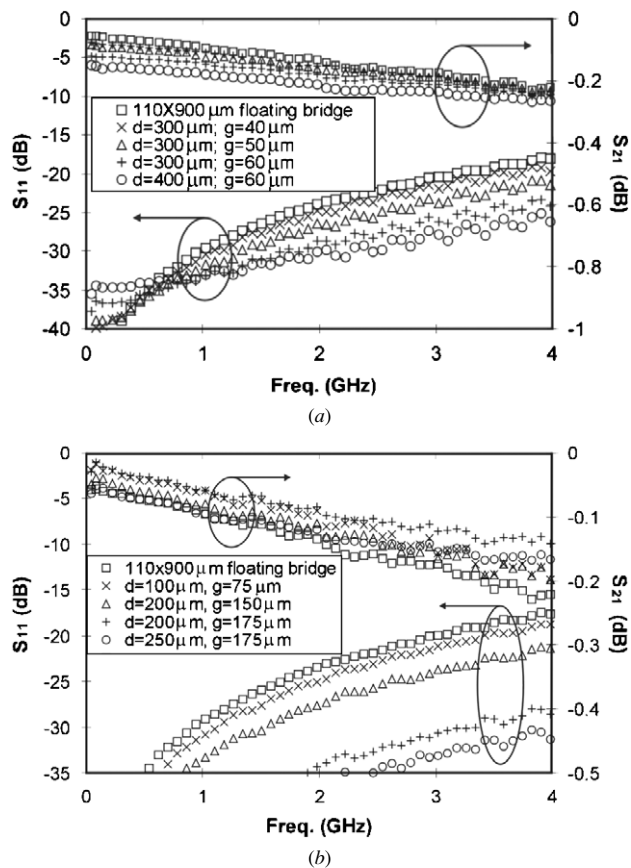 0 0
-5
-10 -0.2
-15
-20 -0.4
-25 -0.6
-30
-35 -0.8
-40 -1
S11 (dB)
S21 (dB)
110X900 μm floating bridge
d=300 μm; g=40 μm
d=300 μm; g=50 μm
d=300 μm; g=60 μm
d=400 μm; g=60 μm
0 1 2 3 4
Freq. (GHz)
(a)
0 0
-5 -0.1
-10
-15 -0.2
-20 -0.3
-25
-30 -0.4
-35 -0.5
S11 (dB)
S21 (dB)
110x900 μm floating bridge
d=100 μm, g=75 μm
d=200 μm, g=150 μm
d=200 μm, g=175 μm
d=250 μm, g=175 μm
0 1 2 3 4
Freq. (GHz)
(b)